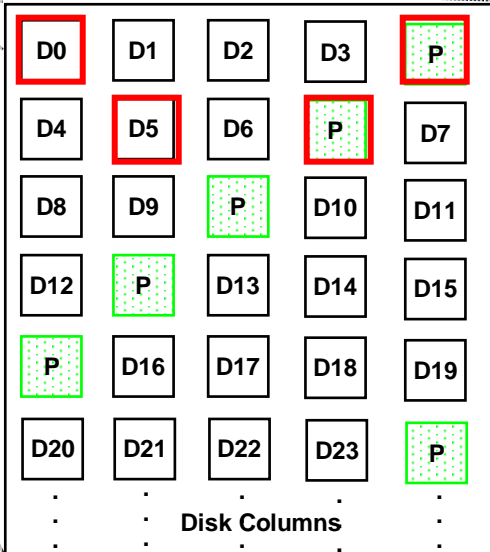 D0 D1 D2 D3 P
D4 D5 D6 P D7
D8 D9 P D10 D11
D12 P D13 D14 D15
P D16 D17 D18 D19
D20 D21 D22 D23 P
Disk Columns